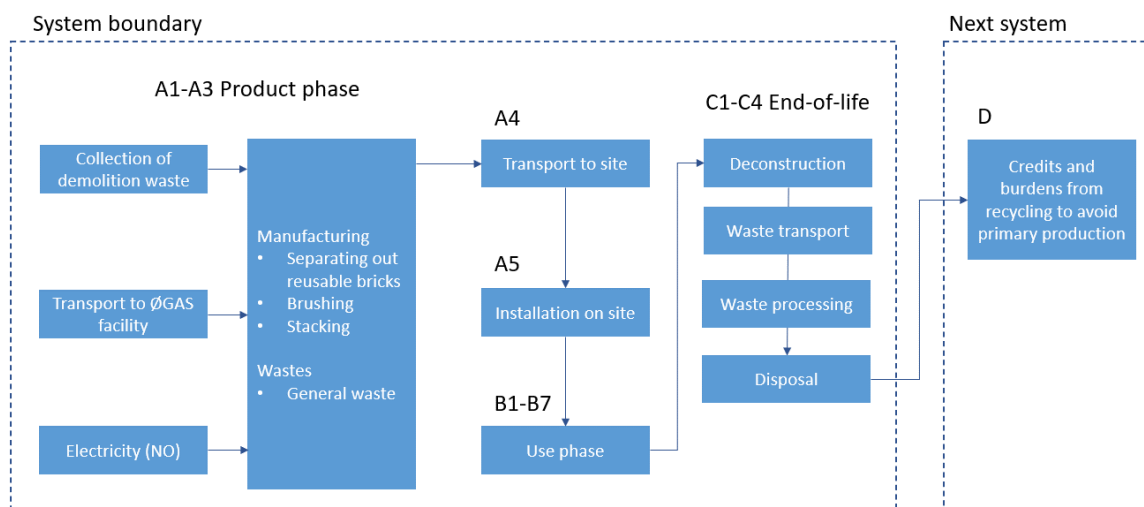 System boundary
Next system
A1-A3 Product phase
Collection of
demolition waste
Transport to ØGAS
facility
Electricity (NO)
Manufacturing
• Separating out
reusable bricks
• Brushing
• Stacking
Wastes
• General waste
A4
Transport to site
A5
Installation on site
B1-B7
Use phase
C1-C4 End-of-life
Deconstruction
Waste transport
Waste processing
Disposal
D
Credits and
burdens from
recycling to avoid
primary production